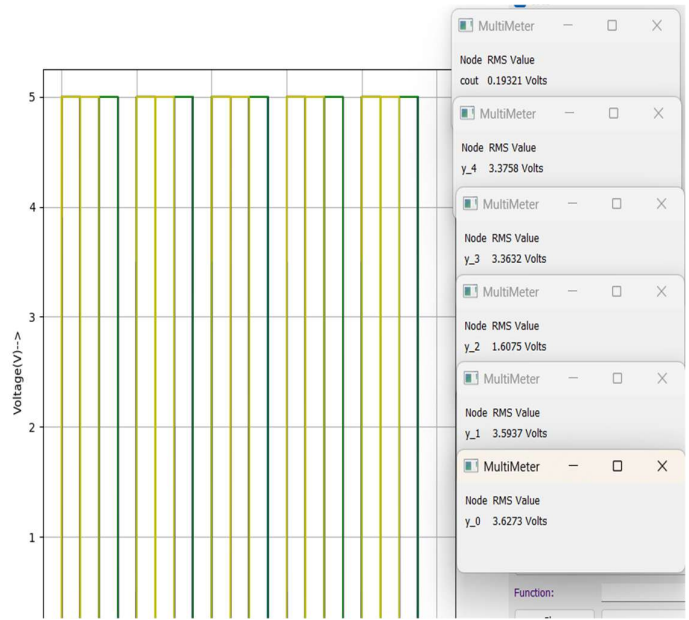 Voltage(V)-->
5
4
3
2
1
MultiMeter
Node RMS Value
cout 0.19321 Volts
MultiMeter
Node RMS Value
y_4 3.3758 Volts
MultiMeter
Node RMS Value
y_3 3.3632 Volts
MultiMeter
Node RMS Value
y_2 1.6075 Volts
MultiMeter
Node RMS Value
y_1 3.5937 Volts
MultiMeter
Node RMS Value
y_0 3.6273 Volts
Function: